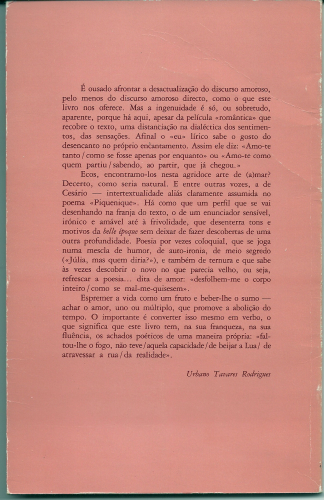 É ousado afrontar a desactualização do discurso amoroso,
pelo menos do discurso amoroso directo, como o que este
livro nos oferece. Mas a ingenuidade é só, ou sobretudo,
aparente, porque há aqui, apesar da película «romântica» que
recobre o texto, uma distanciação na dialéctica dos sentimen-
tos, das sensações. Afinal o «eu» lírico sabe o gosto do
desencanto no próprio encantamento. Assim ele diz: «Amo-te
tanto/como se fosse apenas por enquanto» ou «Amo-te como
quem partiu/sabendo, ao partir, que já chegou.»
Ecos, encontramo-los nesta agridoce arte de (a)mar?
Decerto, como seria natural. E entre outras vozes, a de
Cesário — intertextualidade aliás claramente assumida no
poema «Piquenique». Há como que um perfil que se vai
desenhando na franja do texto, o de um enunciador sensível,
irónico e amável até à frivolidade, que desenterra tons e
motivos da belle époque sem deixar de fazer descobertas de uma
outra profundidade. Poesia por vezes coloquial, que se joga
numa mescla de humor, de auto-ironia, de meio segredo
(«Júlia, mas quem diria?»), e também de ternura e que sabe
às vezes descobrir o novo no que parecia velho, ou seja,
refrescar a poesia... dita de amor: «desfolhem-me o corpo
inteiro/como se mal-me-quisesem».
Espremer a vida como um fruto e beber-lhe o sumo —
achar o amor, uno ou múltiplo, que promove a abolição do
tempo. O importante é converter isso mesmo em verbo, o
que significa que este livro tem, na sua franqueza, na sua
fluência, os achados poéticos de uma maneira própria: «fal-
tou-lhe o fogo, não teve/aquela capacidade/de beijar a Lua/de
atravessar a rua/da realidade».
Urbano Tavares Rodrigues